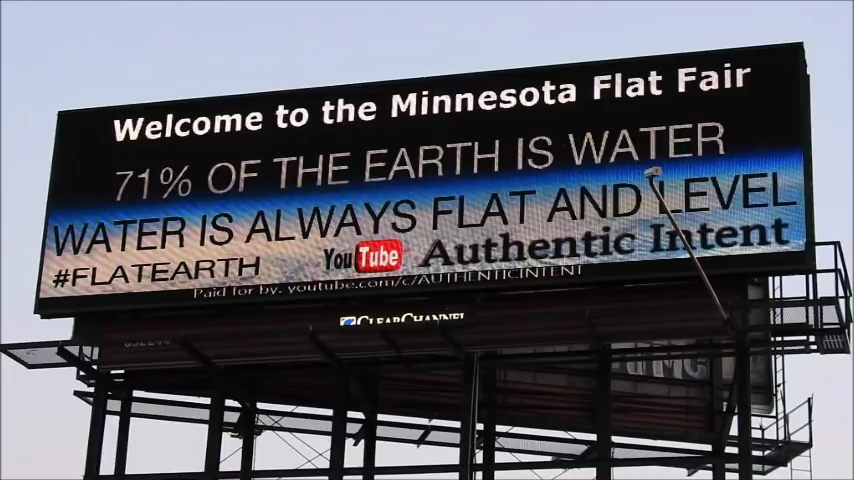 Welcome to the Minnesota Flat Fair
71% OF THE EARTH IS WATER
WATER IS ALWAYS FLAT AND LEVEL
#FLATEARTH YouTube Authentic Intent
Paid for by: youtube.com/c/AUTHENTICINTENT
CLEARCHANNEL